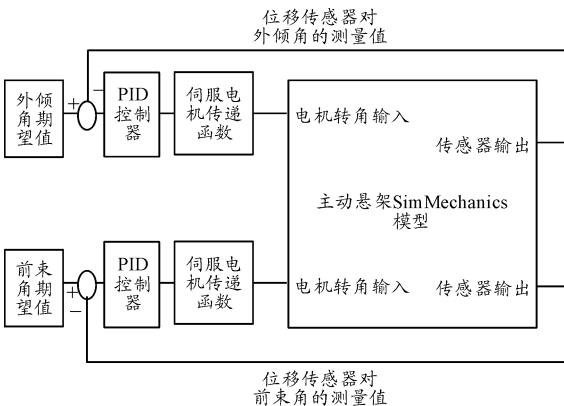 位移传感器对
外倾角的测量值
外倾
角期
望值
+
−
PID
控制
器
伺服电
机传递
函数
电机转角输入
传感器输出
主动悬架SimMechanics
模型
前束
角期
望值
+
−
PID
控制
器
伺服电
机传递
函数
电机转角输入
传感器输出
位移传感器对
前束角的测量值